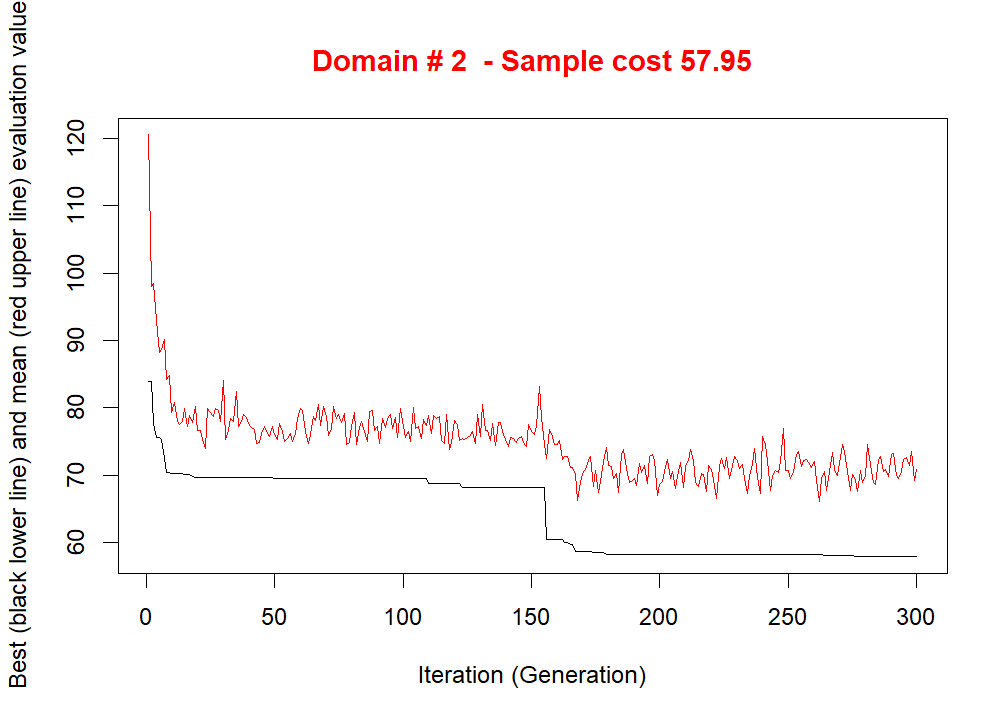 Domain # 2  - Sample cost 57.95
Best (black lower line) and mean (red upper line) evaluation value
120
110
100
90
80
70
60
0 50 100 150 200 250 300
Iteration (Generation)